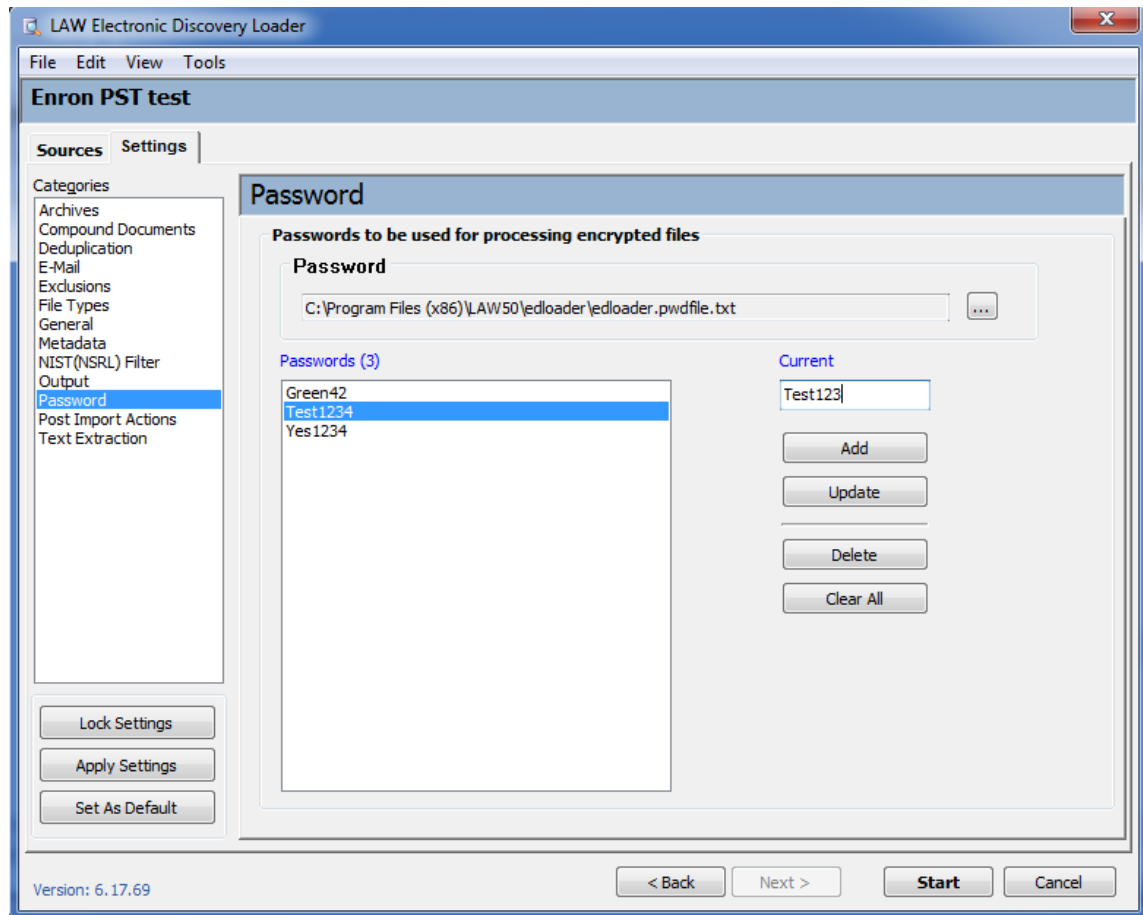 LAW Electronic Discovery Loader
x
File Edit View Tools
Enron PST test
Sources Settings
Categories
Archives
Compound Documents
Deduplication
E-Mail
Exclusions
File Types
General
Metadata
NIST(NSRL) Filter
Output
Password
Post Import Actions
Text Extraction
Lock Settings
Apply Settings
Set As Default
Password
Passwords to be used for processing encrypted files
Password
C:\Program Files (x86)\LAW50\edloader\edloader.pwdfile.txt
...
Passwords (3)
Green42
Test1234
Yes1234
Current
Test123
Add
Update
Delete
Clear All
Version: 6.17.69
< Back Next > Start Cancel